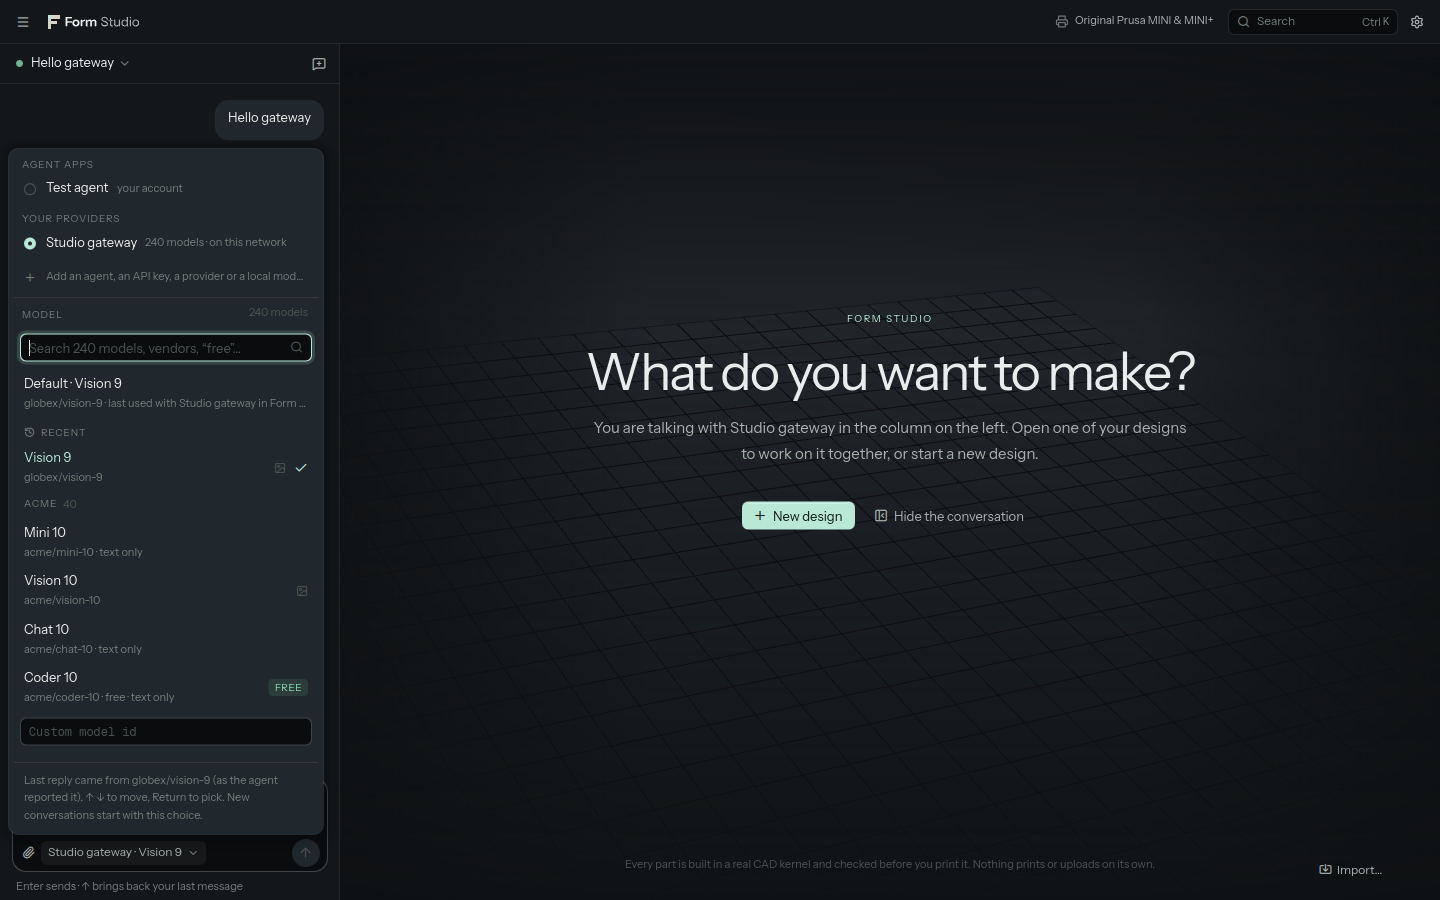 Form Studio
Original Prusa MINI & MINI+
Search
Ctrl K
Hello gateway
Hello gateway
AGENT APPS
Test agent your account
YOUR PROVIDERS
Studio gateway 240 models · on this network
+ Add an agent, an API key, a provider or a local mod...
MODEL
240 models
Search 240 models, vendors, “free”...
Default · Vision 9
globex/vision-9 · last used with Studio gateway in Form ...
RECENT
Vision 9
globex/vision-9
ACME 40
Mini 10
acme/mini-10 · text only
Vision 10
acme/vision-10
Chat 10
acme/chat-10 · text only
Coder 10
acme/coder-10 · free · text only
FREE
Custom model id
Last reply came from globex/vision-9 (as the agent
reported it). ↑ ↓ to move, Return to pick. New
conversations start with this choice.
Studio gateway · Vision 9
Enter sends · ↑ brings back your last message
FORM STUDIO
What do you want to make?
You are talking with Studio gateway in the column on the left. Open one of your designs
to work on it together, or start a new design.
+ New design
Hide the conversation
Every part is built in a real CAD kernel and checked before you print it. Nothing prints or uploads on its own.
Import...